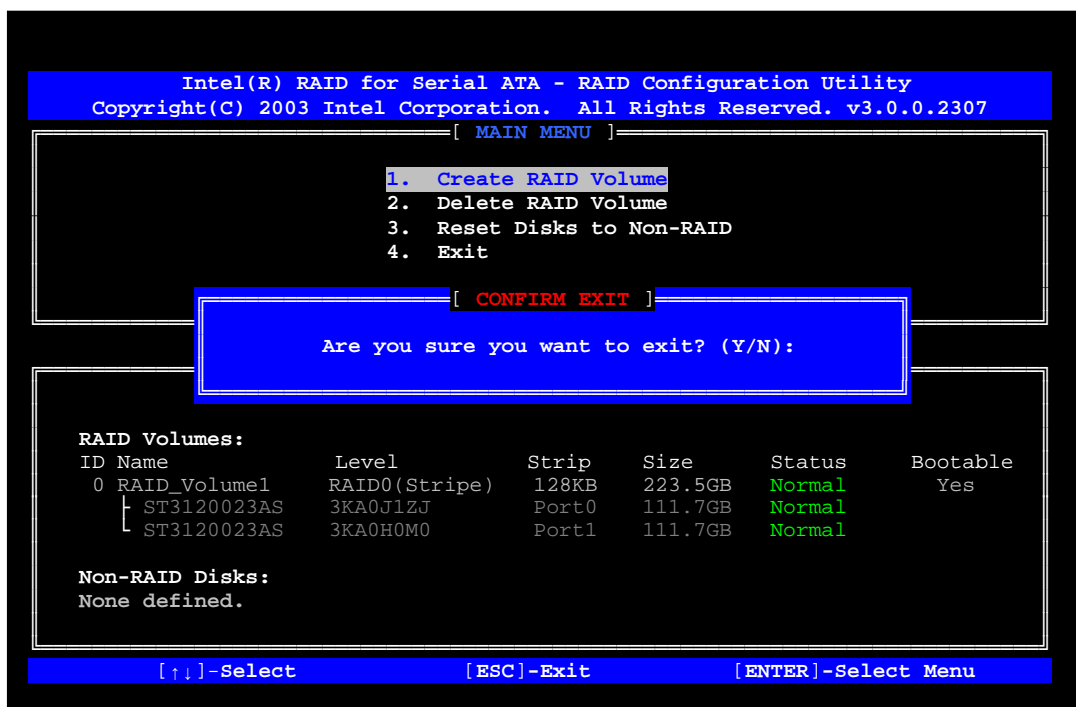 Intel(R) RAID for Serial ATA - RAID Configuration Utility
Copyright(C) 2003 Intel Corporation. All Rights Reserved. v3.0.0.2307
[ MAIN MENU ]
1. Create RAID Volume
2. Delete RAID Volume
3. Reset Disks to Non-RAID
4. Exit
[ CONFIRM EXIT ]
Are you sure you want to exit? (Y/N):
RAID Volumes:
ID Name Level Strip Size Status Bootable
0 RAID_Volume1 RAID0(Stripe) 128KB 223.5GB Normal Yes
ST3120023AS 3KA0J1ZJ Port0 111.7GB Normal
ST3120023AS 3KA0H0M0 Port1 111.7GB Normal
Non-RAID Disks:
None defined.
[↑↓]-Select [ESC]-Exit [ENTER]-Select Menu